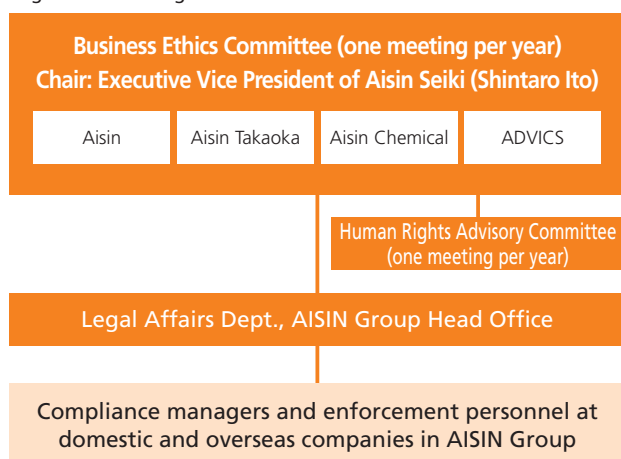 Business Ethics Committee (one meeting per year)
Chair: Executive Vice President of Aisin Seiki (Shintaro Ito)
Aisin
Aisin Takaoka
Aisin Chemical
ADVICS
Human Rights Advisory Committee
(one meeting per year)
Legal Affairs Dept., AISIN Group Head Office
Compliance managers and enforcement personnel at
domestic and overseas companies in AISIN Group